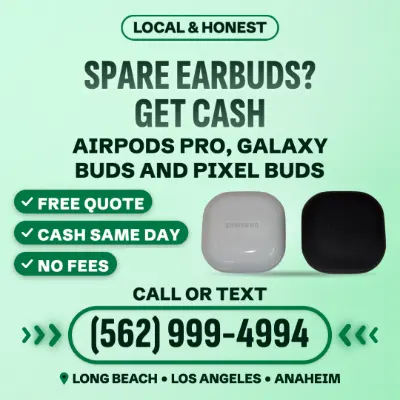 LOCAL & HONEST
SPARE EARBUDS?
GET CASH
AIRPODS PRO, GALAXY
BUDS AND PIXEL BUDS
FREE QUOTE
CASH SAME DAY
NO FEES
SAMSUNG
CALL OR TEXT
(562) 999-4994
LONG BEACH • LOS ANGELES • ANAHEIM